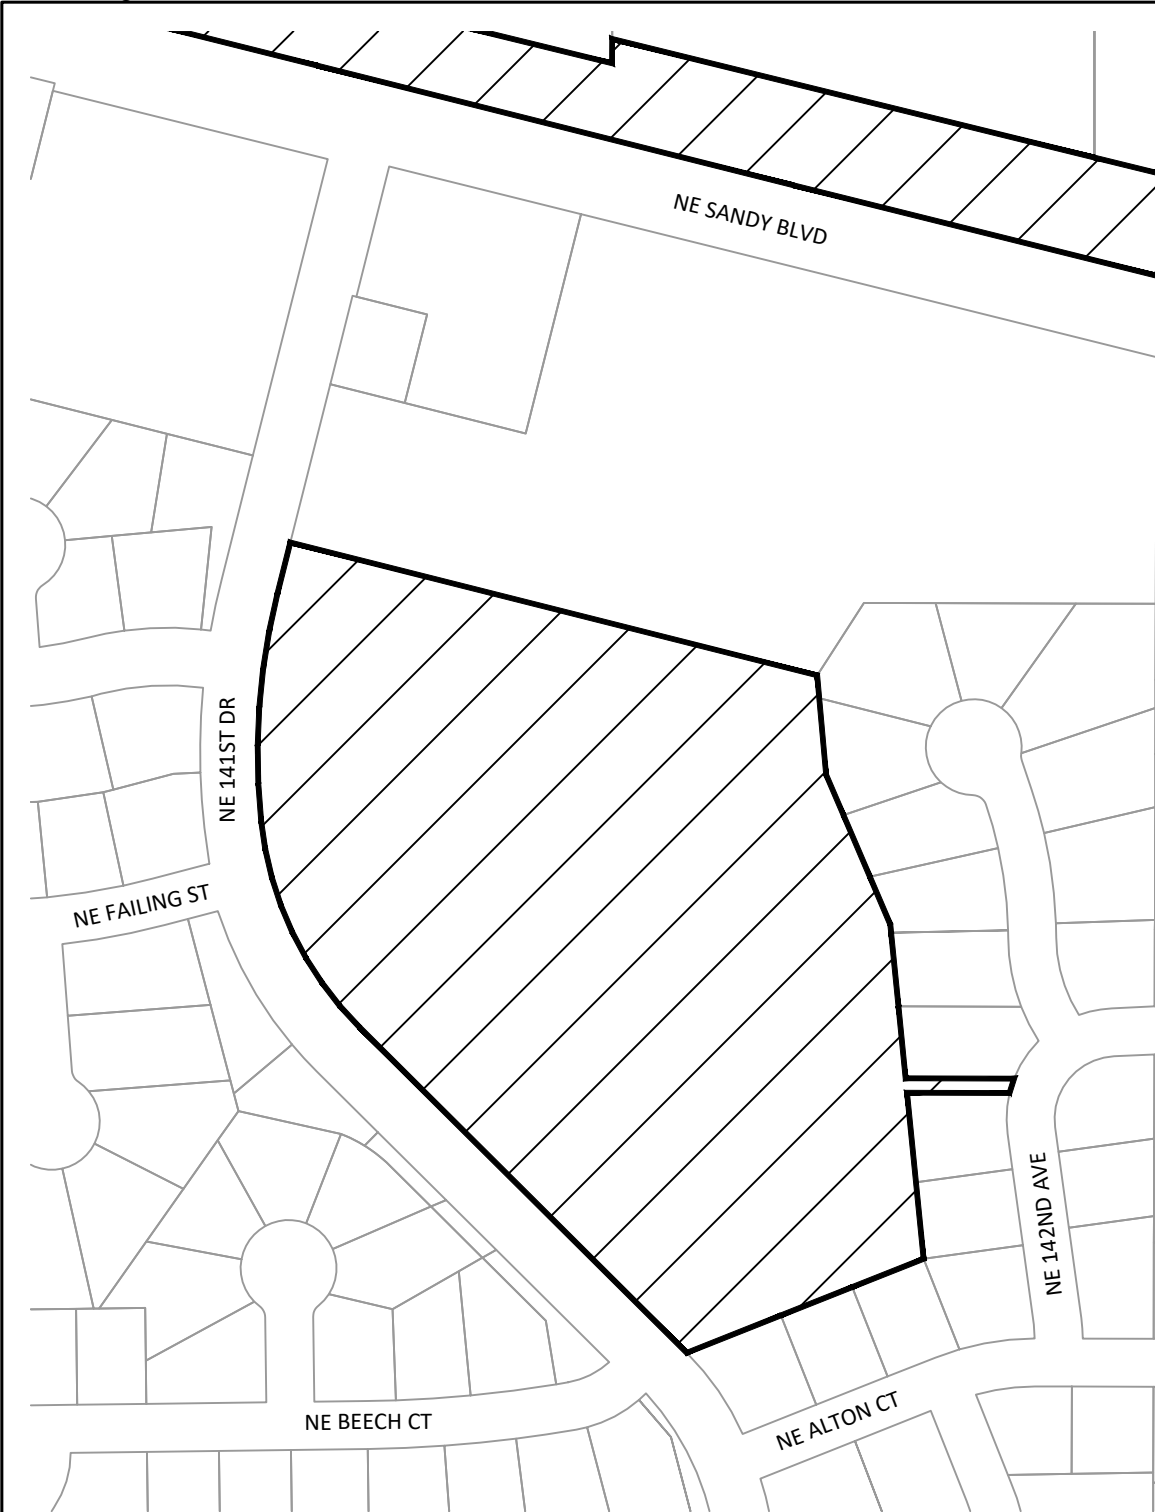 NE SANDY BLVD
NE 141ST DR
NE FAILING ST
NE 142ND AVE
NE BEECH CT
NE ALTON CT